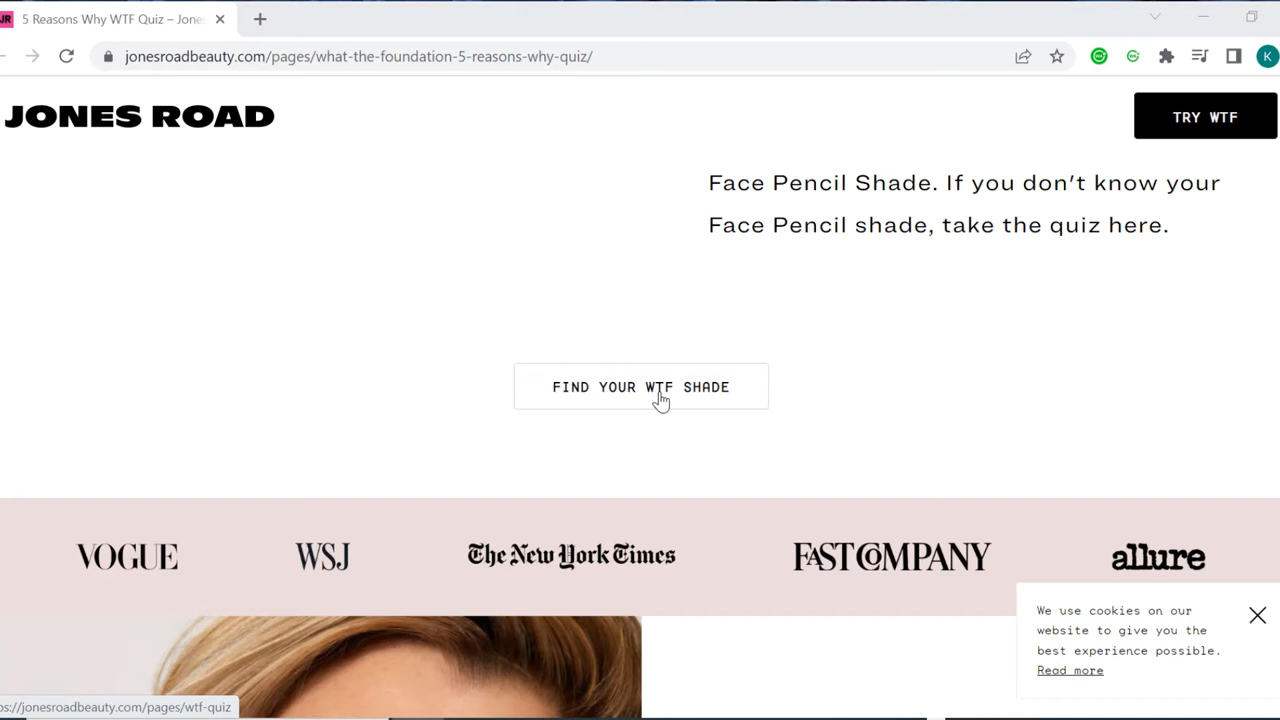 5 Reasons Why WTF Quiz – Jone
jonesroadbeauty.com/pages/what-the-foundation-5-reasons-why-quiz/
K
JONES ROAD
TRY WTF
Face Pencil Shade. If you don't know your
Face Pencil shade, take the quiz here.
FIND YOUR WTF SHADE
VOGUE
WSJ
The New York Times
FAST COMPANY
allure
We use cookies on our
website to give you the
best experience possible.
Read more
ps://jonesroadbeauty.com/pages/wtf-quiz